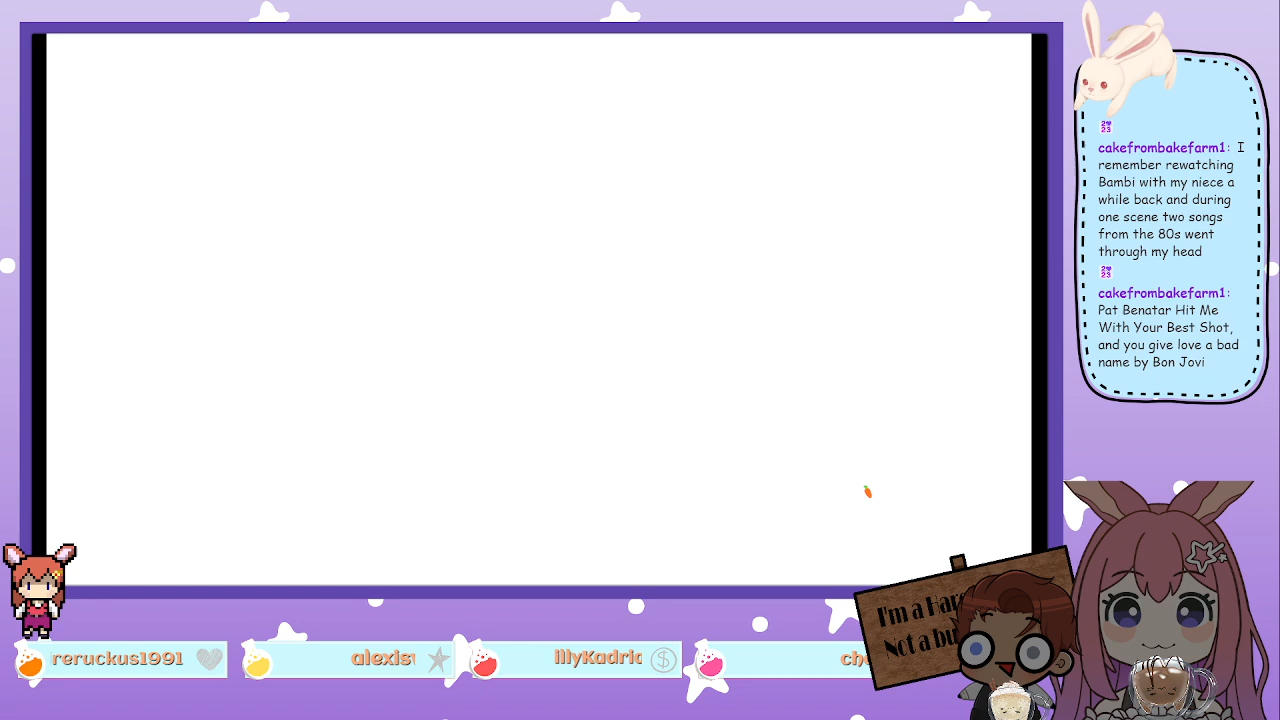 cakefrombakefarm1: I
remember rewatching
Bambi with my niece a
while back and during
one scene two songs
from the 80s went
through my head
cakefrombakefarm1:
Pat Benatar Hit Me
With Your Best Shot,
and you give love a bad
name by Bon Jovi
I'm a Hare
Not a bu
reruckus1991
alexis
IllyKadric
che